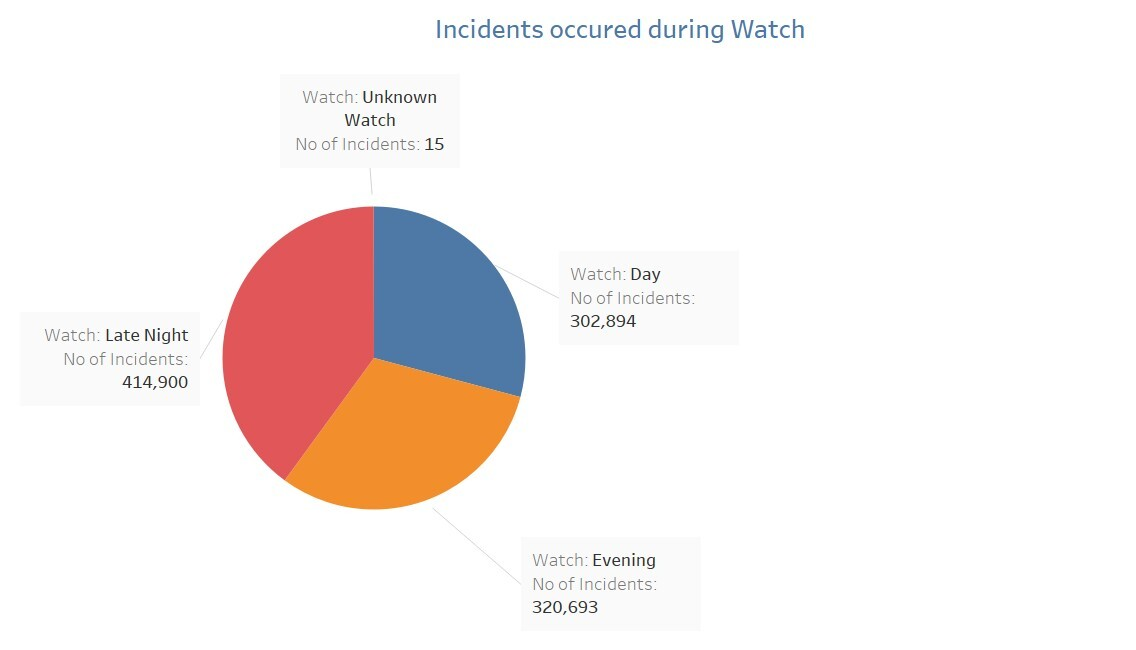 Incidents occured during Watch
Watch: Unknown
Watch
No of Incidents: 15
Watch: Day
No of Incidents:
302,894
Watch: Late Night
No of Incidents:
414,900
Watch: Evening
No of Incidents:
320,693